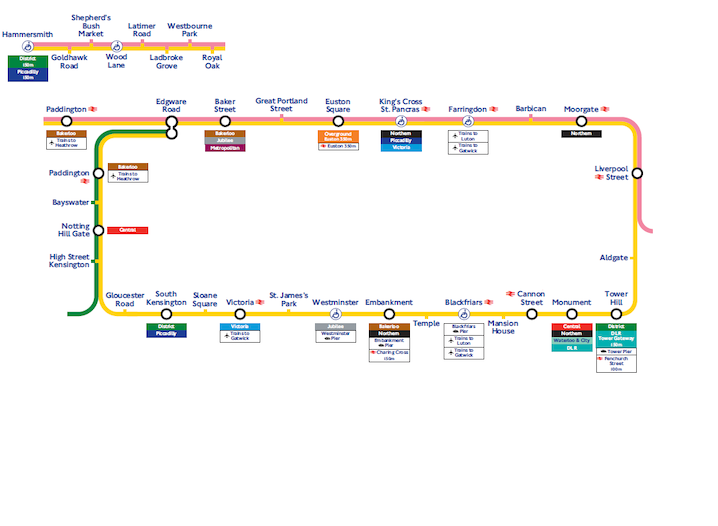 Hammersmith
District
150m
Piccadilly
150m
Goldhawk
Road
Shepherd's
Bush
Market
Wood
Lane
Latimer
Road
Ladbroke
Grove
Westbourne
Park
Royal
Oak
Paddington
Bakerloo
Trains to
Heathrow
Edgware
Road
Baker
Street
Bakerloo
Jubilee
Metropolitan
Great Portland
Street
Euston
Square
Overground
Euston 330m
Euston 330m
King's Cross
St. Pancras
Northern
Piccadilly
Victoria
Farringdon
Trains to
Luton
Trains to
Gatwick
Barbican
Moorgate
Northern
Liverpool
Street
Aldgate
Paddington
Bakerloo
Trains to
Heathrow
Bayswater
Notting
Hill Gate
Central
High Street
Kensington
Gloucester
Road
South
Kensington
District
Piccadilly
Sloane
Square
Victoria
Victoria
Trains to
Gatwick
St. James's
Park
Westminster
Jubilee
Westminster
Pier
Embankment
Bakerloo
Northern
Embankment
Pier
Charing Cross
150m
Temple
Blackfriars
Blackfriars
Pier
Trains to
Luton
Trains to
Gatwick
Mansion
House
Cannon
Street
Monument
Central
Northern
Waterloo & City
DLR
Tower
Hill
District
DLR
Tower Gateway
150m
Tower Pier
Fenchurch
Street